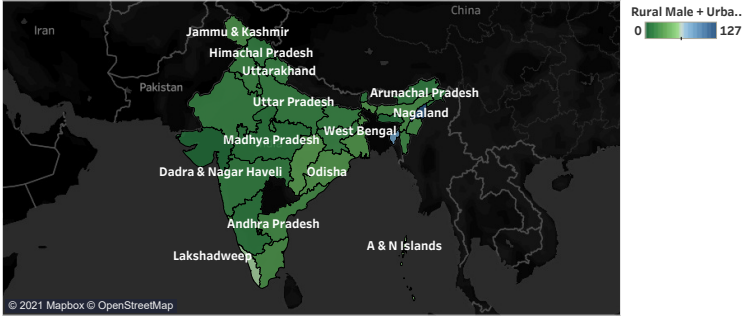 Iran
China
Rural Male + Urba..
0 127
Jammu & Kashmir
Himachal Pradesh
Uttarakhand
Pakistan
Uttar Pradesh
Arunachal Pradesh
Nagaland
West Bengal
Madhya Pradesh
Dadra & Nagar Haveli
Odisha
Andhra Pradesh
A & N Islands
Lakshadweep
© 2021 Mapbox © OpenStreetMap